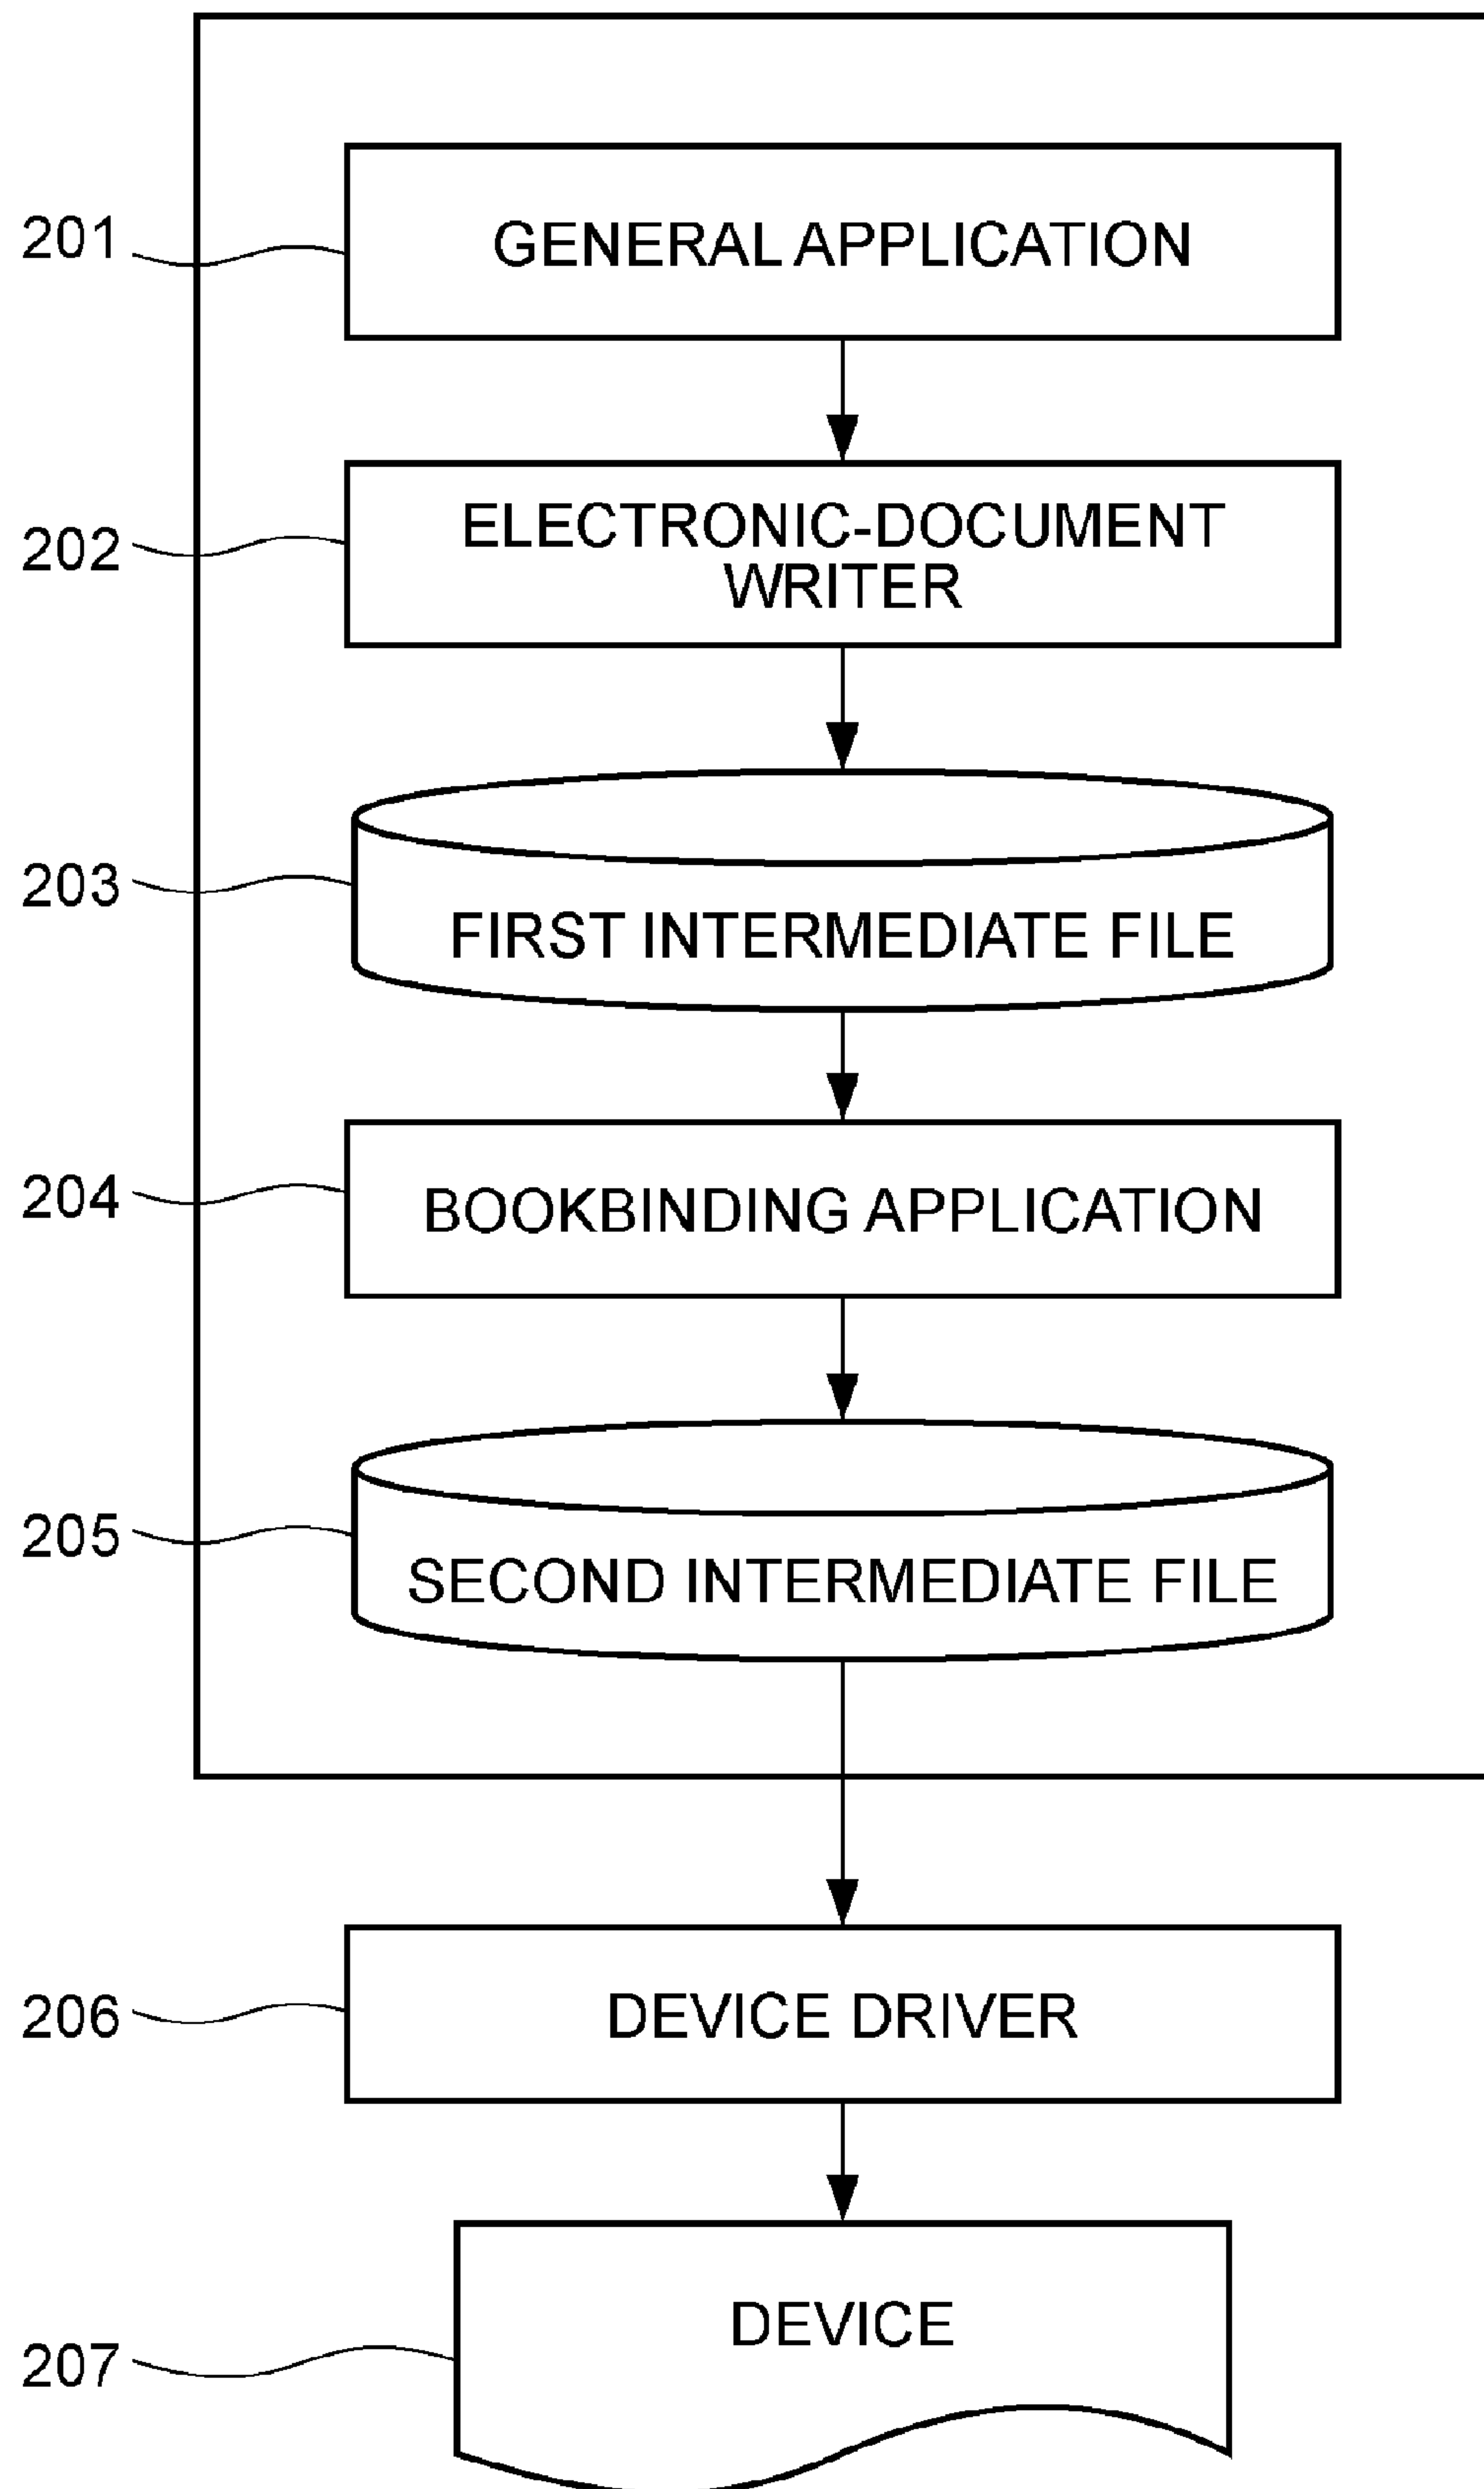 201
GENERAL APPLICATION
202
ELECTRONIC-DOCUMENT
WRITER
203
FIRST INTERMEDIATE FILE
204
BOOKBINDING APPLICATION
205
SECOND INTERMEDIATE FILE
206
DEVICE DRIVER
207
DEVICE